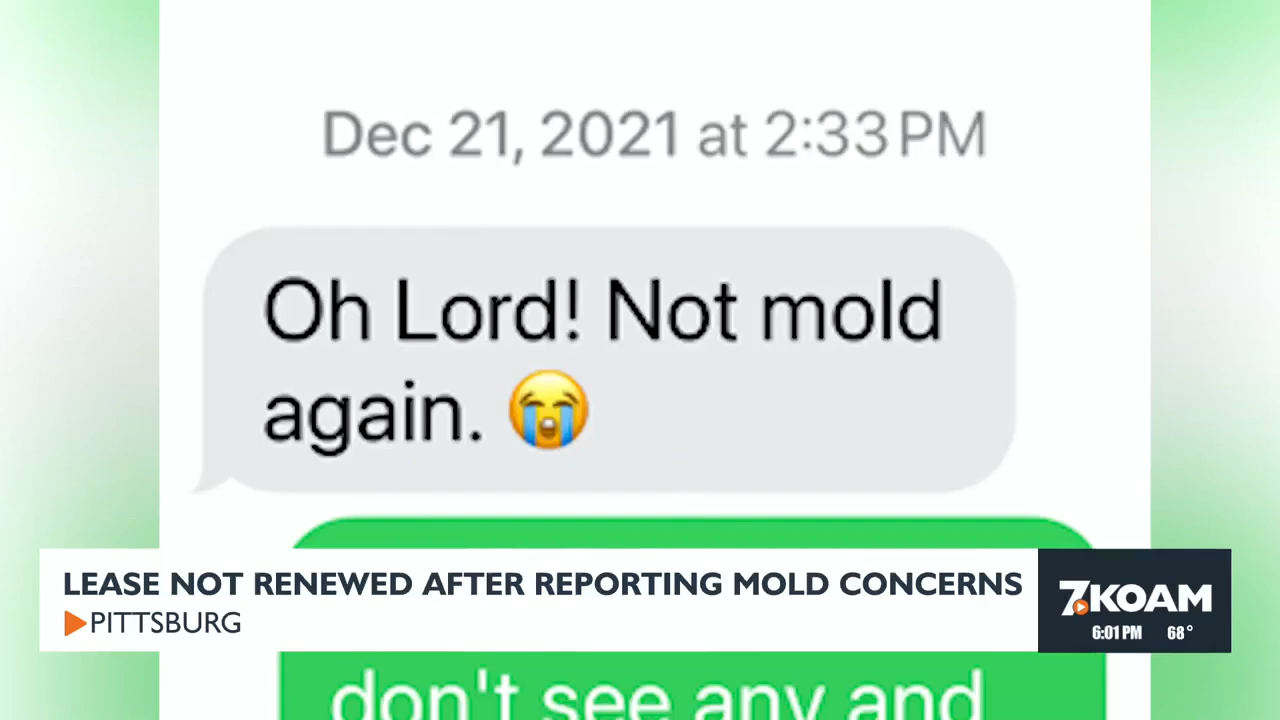 Dec 21, 2021 at 2:33 PM
Oh Lord! Not mold
again. 😭
LEASE NOT RENEWED AFTER REPORTING MOLD CONCERNS
PITTSBURG
7KOAM
6:01 PM 68°
don't see any and